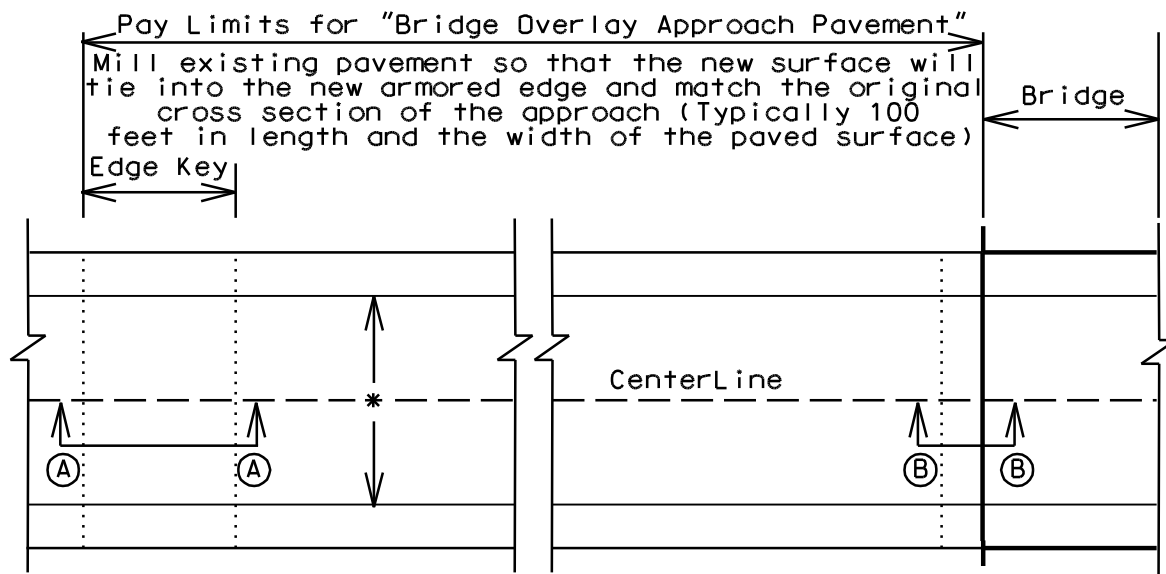 Pay Limits for "Bridge Overlay Approach Pavement"
Mill existing pavement so that the new surface will
tie into the new armored edge and match the original
cross section of the approach (Typically 100
feet in length and the width of the paved surface)
Bridge
Edge Key
CenterLine
*
A
A
B
B